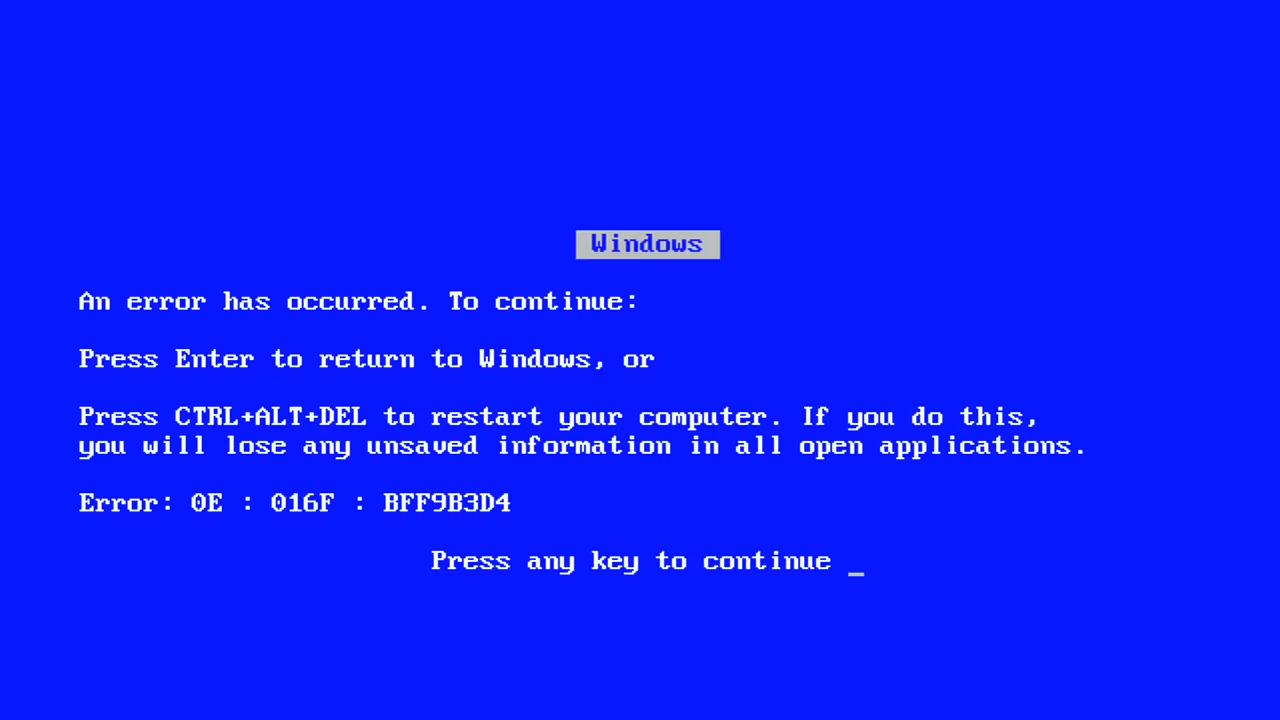 Windows
An error has occurred. To continue:
Press Enter to return to Windows, or
Press CTRL+ALT+DEL to restart your computer. If you do this,
you will lose any unsaved information in all open applications.
Error: 0E : 016F : BFF9B3D4
Press any key to continue _